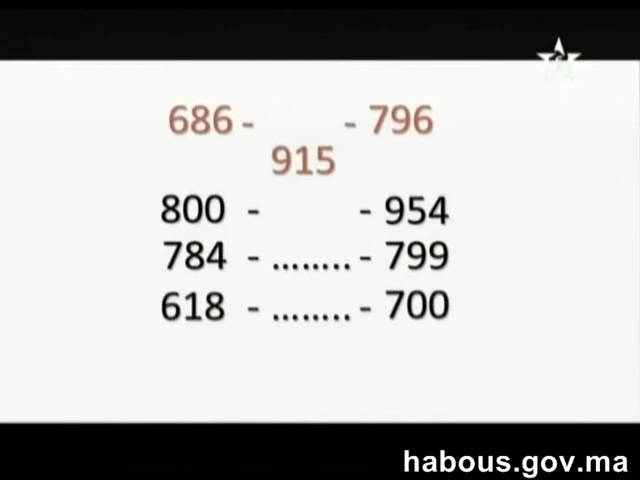 686 - - 796
915
800 - - 954
784 - ........ - 799
618 - ........ - 700
habous.gov.ma